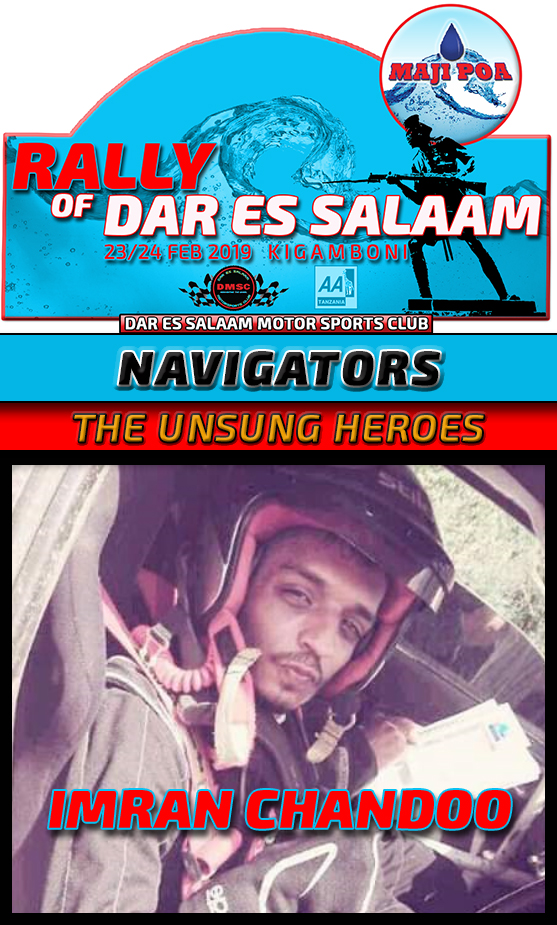 MAJI POA
RALLY
OF DAR ES SALAAM
23/24 FEB 2019 KIGAMBONI
DMSC
AA
TANZANIA
DAR ES SALAAM MOTOR SPORTS CLUB
NAVIGATORS
THE UNSUNG HEROES
IMRAN CHANDOO